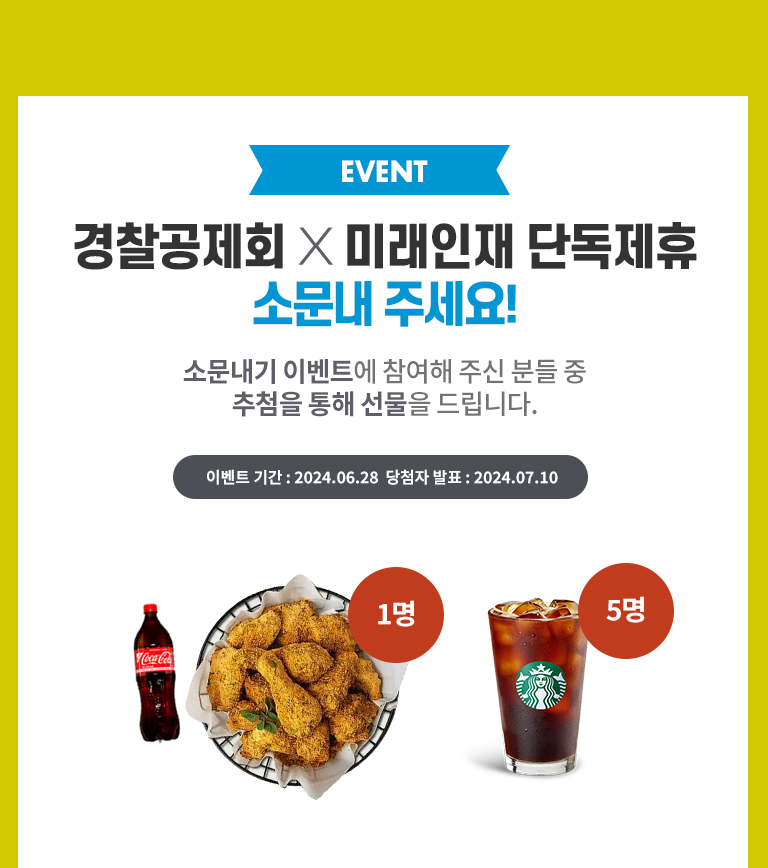 EVENT
경찰공제회 X 미래인재 단독제휴
소문내 주세요!
소문내기 이벤트에 참여해 주신 분들 중
추첨을 통해 선물을 드립니다.
이벤트 기간 : 2024.06.28 당첨자 발표 : 2024.07.10
1명
5명
Coca-Cola